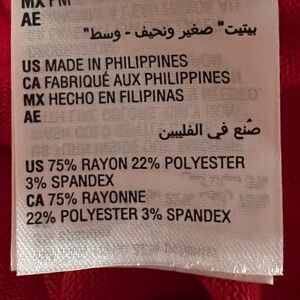 MX PM
AE
بيتيت" صغير ونحيف - وسط"
US MADE IN PHILIPPINES
CA FABRIQUÉ AUX PHILIPPINES
MX HECHO EN FILIPINAS
AE
صُنع في الفلبين
US 75% RAYON 22% POLYESTER
3% SPANDEX
CA 75% RAYONNE
22% POLYESTER 3% SPANDEX